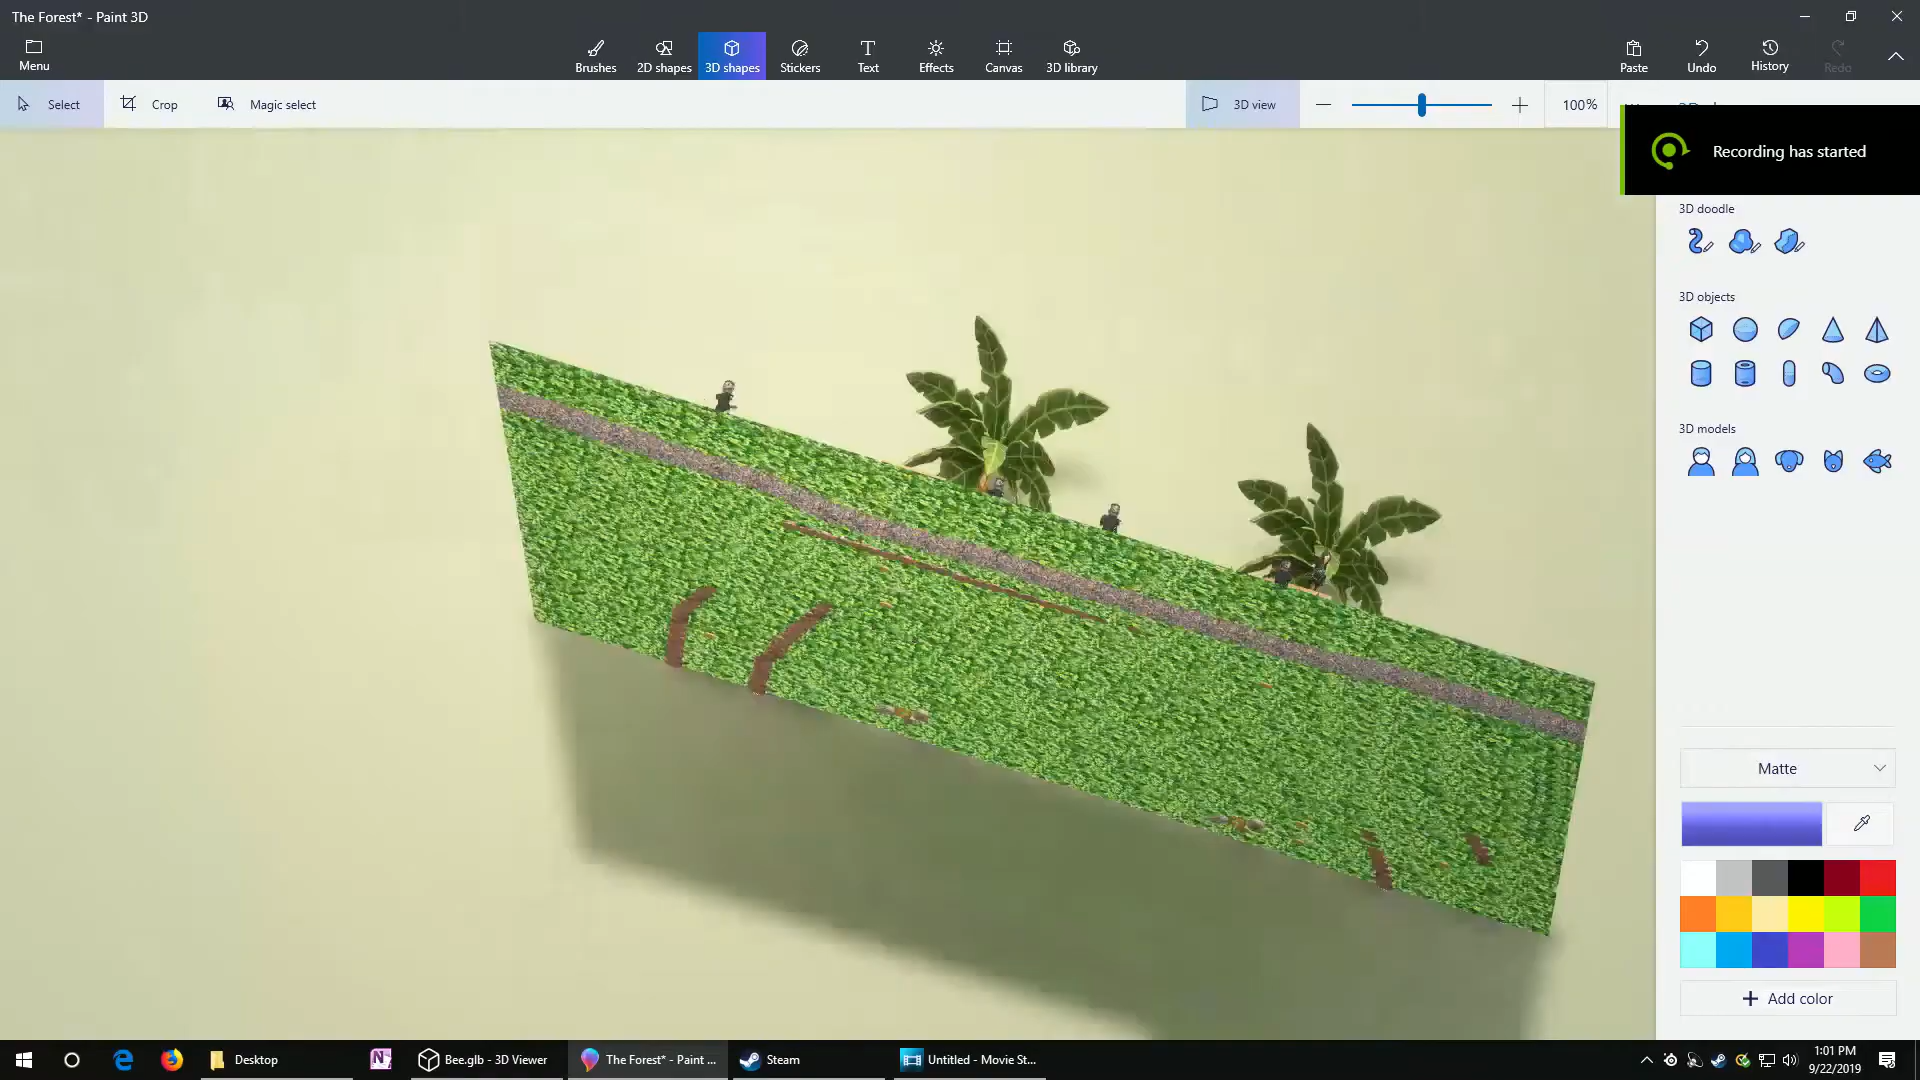 The Forest* - Paint 3D
Menu
Brushes
2D shapes
3D shapes
Stickers
Text
Effects
Canvas
3D library
Paste
Undo
History
Redo
Select
Crop
Magic select
3D view
100%
Recording has started
3D doodle
3D objects
3D models
Matte
Add color
Desktop
Bee.glb - 3D Viewer
The Forest* - Paint ...
Steam
Untitled - Movie St...
1:01 PM
9/22/2019